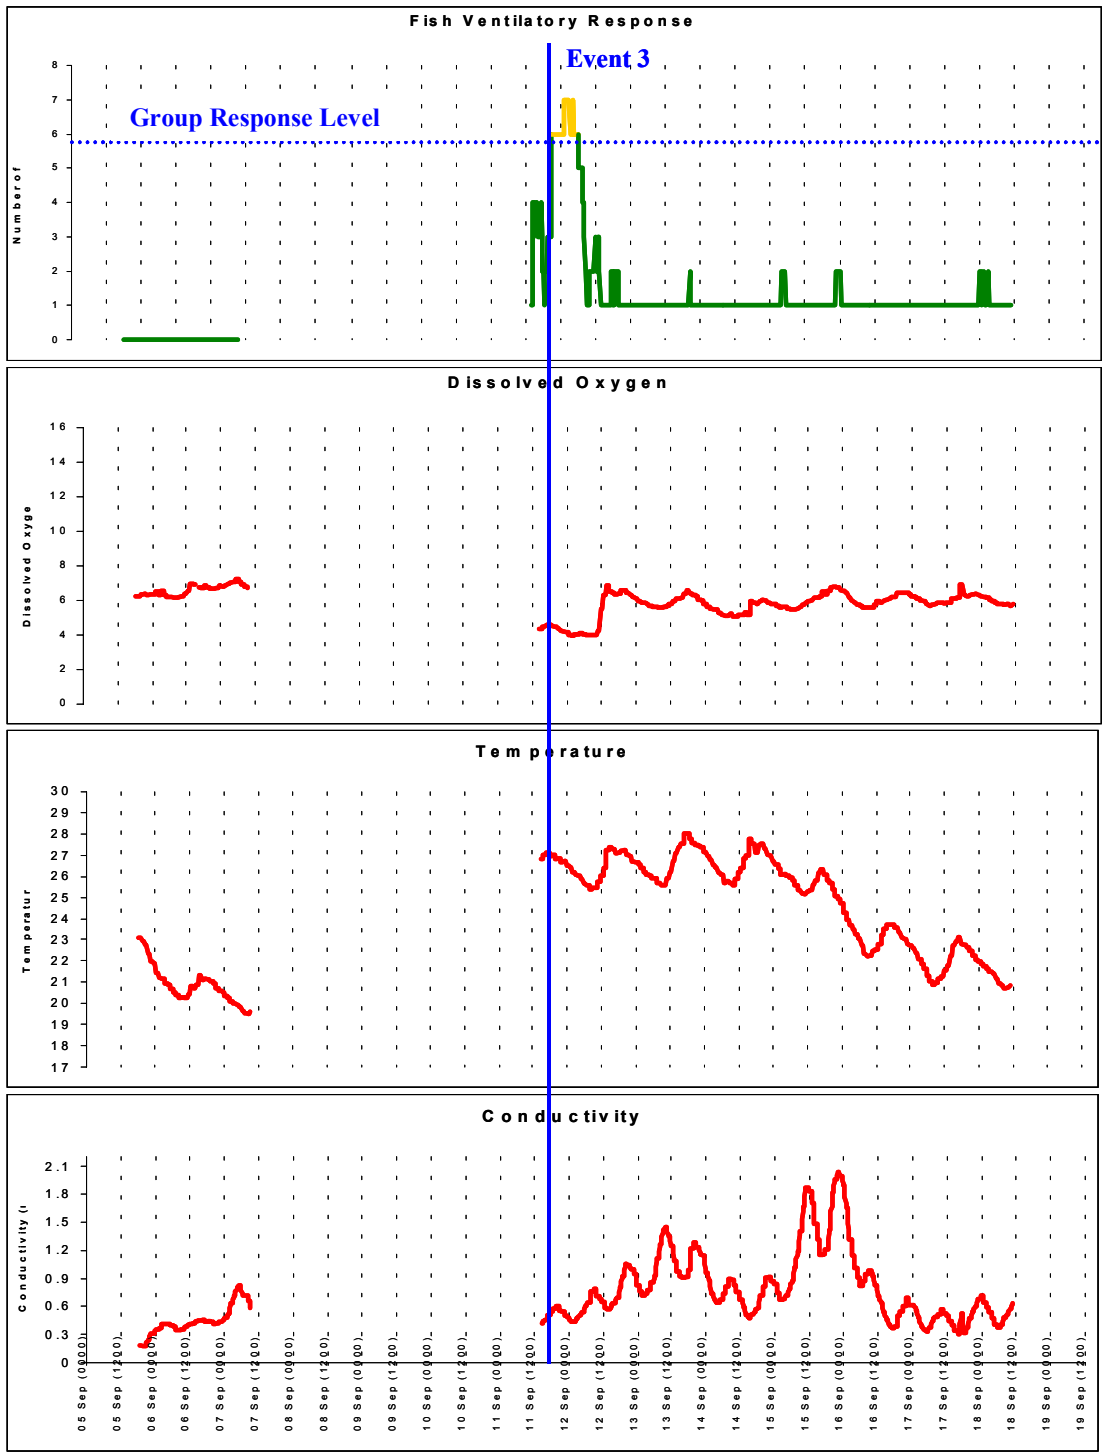 Fish Ventilatory Response
Event 3
Group Response Level
Number of
8
7
6
5
4
3
2
1
0
Dissolved Oxygen
Dissolved Oxyge
16
14
12
10
8
6
4
2
0
Temperature
Temperatur
30
29
28
27
26
25
24
23
22
21
20
19
18
17
Conductivity
Conductivity (
2.1
1.8
1.5
1.2
0.9
0.6
0.3
0
05 Sep (0000)
05 Sep (1200)
06 Sep (0000)
06 Sep (1200)
07 Sep (0000)
07 Sep (1200)
08 Sep (0000)
08 Sep (1200)
09 Sep (0000)
09 Sep (1200)
10 Sep (0000)
10 Sep (1200)
11 Sep (0000)
11 Sep (1200)
12 Sep (0000)
12 Sep (1200)
13 Sep (0000)
13 Sep (1200)
14 Sep (0000)
14 Sep (1200)
15 Sep (0000)
15 Sep (1200)
16 Sep (0000)
16 Sep (1200)
17 Sep (0000)
17 Sep (1200)
18 Sep (0000)
18 Sep (1200)
19 Sep (0000)
19 Sep (1200)